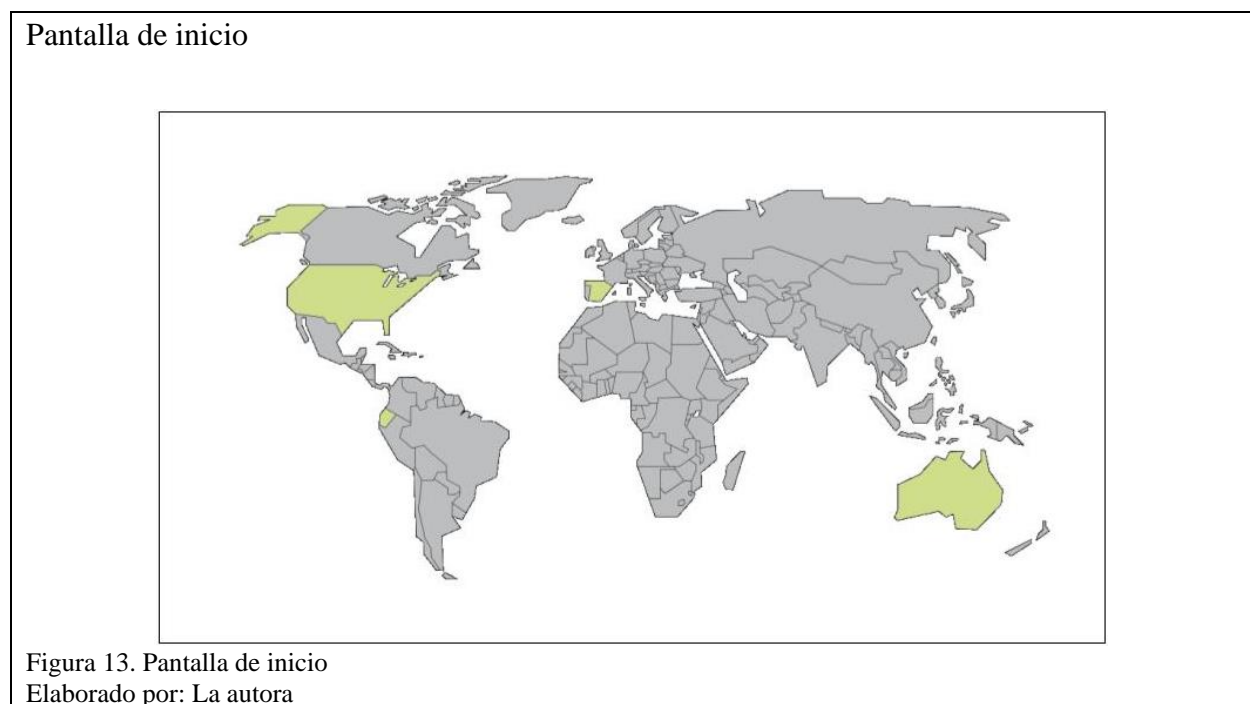 Pantalla de inicio
Figura 13. Pantalla de inicio
Elaborado por: La autora